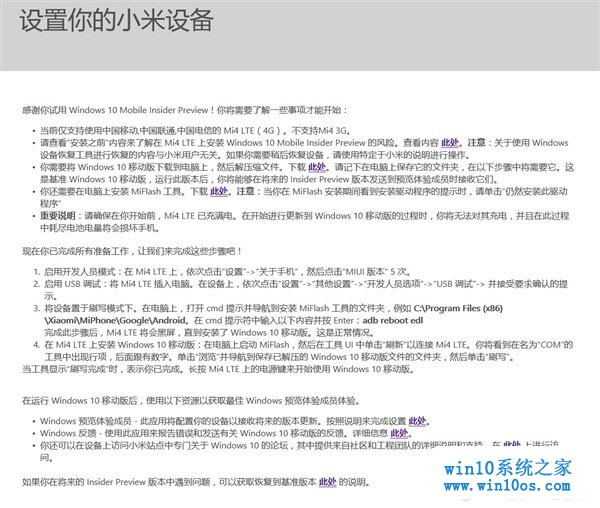 设置你的小米设备
感谢你试用 Windows 10 Mobile Insider Preview！你将需要了解一些事项才能开始：
• 当前仅支持使用中国移动,中国联通,中国电信的 Mi4 LTE（4G）。不支持Mi4 3G。
• 请查看“安装之前”内容来了解在 Mi4 LTE 上安装 Windows 10 Mobile Insider Preview 的风险。查看内容 此处。注意：关于使用 Windows
设备恢复工具进行恢复的内容与小米用户无关。如果你需要稍后恢复设备，请使用特定于小米的说明进行操作。
• 你需要将 Windows 10 移动版下载到电脑上，然后解压缩文件。下载 此处。请记下在电脑上保存它的文件夹，在以下步骤中将需要它。这
是基准 Windows 10 移动版，运行此版本后，你将能够在将来的 Insider Preview 版本发送到预览体验成员时接收它们。
• 你还需要在电脑上安装 MiFlash 工具。下载 此处。注意：当你在 MiFlash 安装期间看到安装驱动程序的提示时，请单击“仍然安装此驱动
程序”
• 重要说明：请确保在你开始前，Mi4 LTE 已充满电。在开始进行更新到 Windows 10 移动版的过程时，你将无法对其充电，并且在此过程
中耗尽电池电量将会损坏手机。
现在你已完成所有准备工作，让我们来完成这些步骤吧！
1. 启用开发人员模式：在 Mi4 LTE 上，依次点击“设置”->“关于手机”，然后点击“MIUI 版本” 5 次。
2. 启用 USB 调试：将 Mi4 LTE 插入电脑。在设备上，依次点击“设置”->“其他设置”->“开发人员选项”->“USB 调试”-> 并接受要求确认的提
示。
3. 将设备置于刷写模式下。在电脑上，打开 cmd 提示并导航到安装 MiFlash 工具的文件夹，例如 C:\Program Files (x86)
\Xiaomi\MiPhone\Google\Android。在 cmd 提示符中输入以下内容并按 Enter：adb reboot edl
完成此步骤后，Mi4 LTE 将会黑屏，直到安装了 Windows 10 移动版。这是正常情况。
4. 在 Mi4 LTE 上安装 Windows 10 移动版：在电脑上启动 MiFlash，然后在工具 UI 中单击“刷新”以连接 Mi4 LTE。你将看到在名为“COM”的
工具中出现行项，后面跟有数字。单击“浏览”并导航到保存已解压的 Windows 10 移动版文件的文件夹，然后单击“刷写”。
当工具显示“刷写完成”时，表示你已完成。长按 Mi4 LTE 上的电源键来开始使用 Windows 10 移动版。
在运行 Windows 10 移动版后，使用以下资源以获取最佳 Windows 预览体验成员体验。
• Windows 预览体验成员 - 此应用将配置你的设备以接收将来的版本更新。按照说明来完成设置 此处。
• Windows 反馈 - 使用此应用来报告错误和发送有关 Windows 10 移动版的反馈。详细信息 此处。
• 你还可以在设备上访问小米站点中专门关于 Windows 的论坛，其中提供来自社区和工程团队的详细说明和支持。在 此处 上进行访
问。
如果你在将来的 Insider Preview 版本中遇到问题，可以获取恢复到基准版本 此处 的说明。
win10系统之家
www.win10os.com